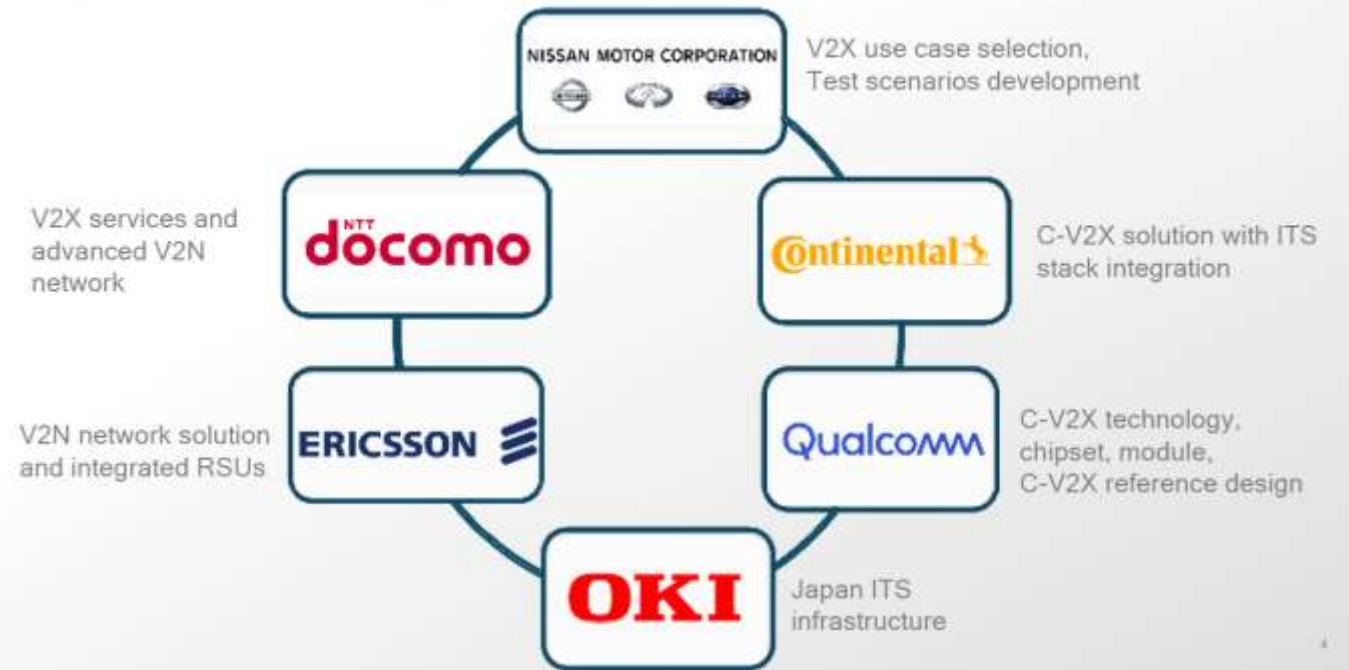 NISSAN MOTOR CORPORATION
V2X use case selection,
Test scenarios development
V2X services and
advanced V2N
network
NTT
döcomo
Continental
C-V2X solution with ITS
stack integration
V2N network solution
and integrated RSUs
ERICSSON
Qualcomm
C-V2X technology,
chipset, module,
C-V2X reference design
OKI
Japan ITS
infrastructure
4